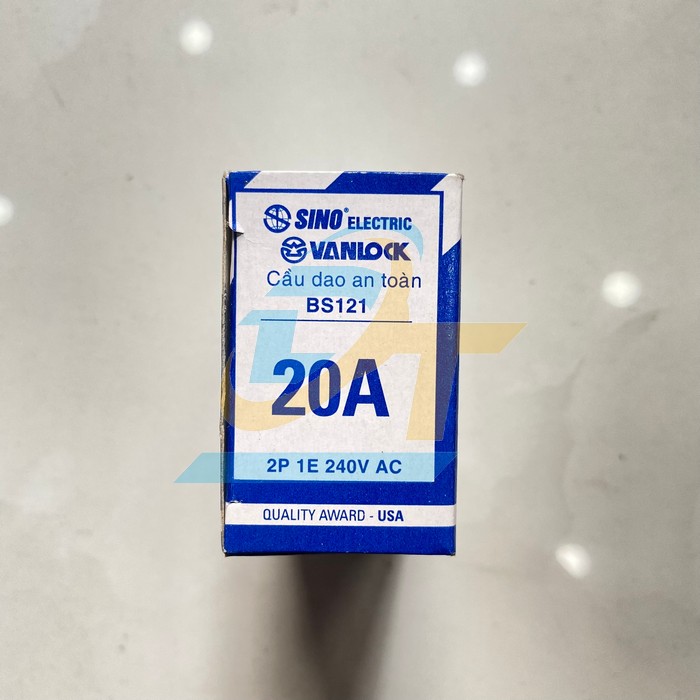 SINO® ELECTRIC
VANLOCK
Cầu dao an toàn
BS121
20A
2P 1E 240V AC
QUALITY AWARD - USA